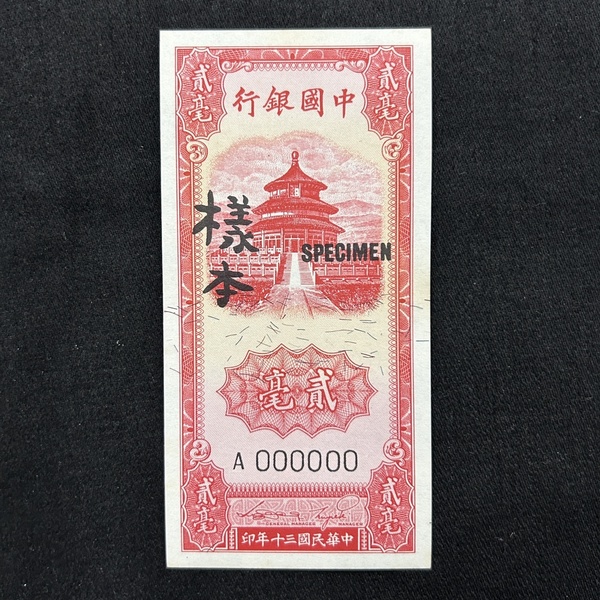 貳毫
貳毫
行銀國中
樣本
SPECIMEN
毫貳
A 000000
貳毫
貳毫
GENERAL MANAGER
MANAGER
印年十三國民華中